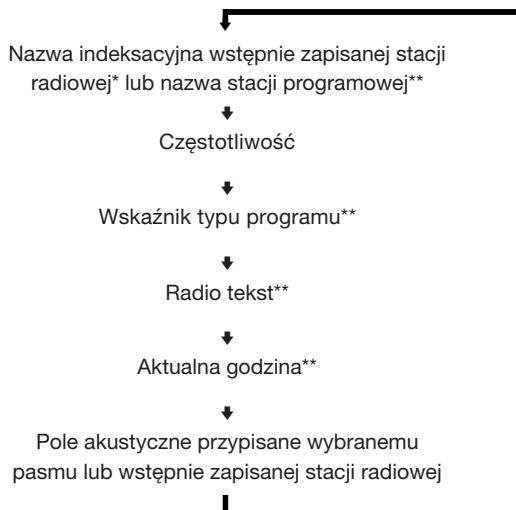 Nazwa indeksacyjna wstępnie zapisanej stacji
radiowej* lub nazwa stacji programowej**
Częstotliwość
Wskaźnik typu programu**
Radio tekst**
Aktualna godzina**
Pole akustyczne przypisane wybranemu
pasmu lub wstępnie zapisanej stacji radiowej